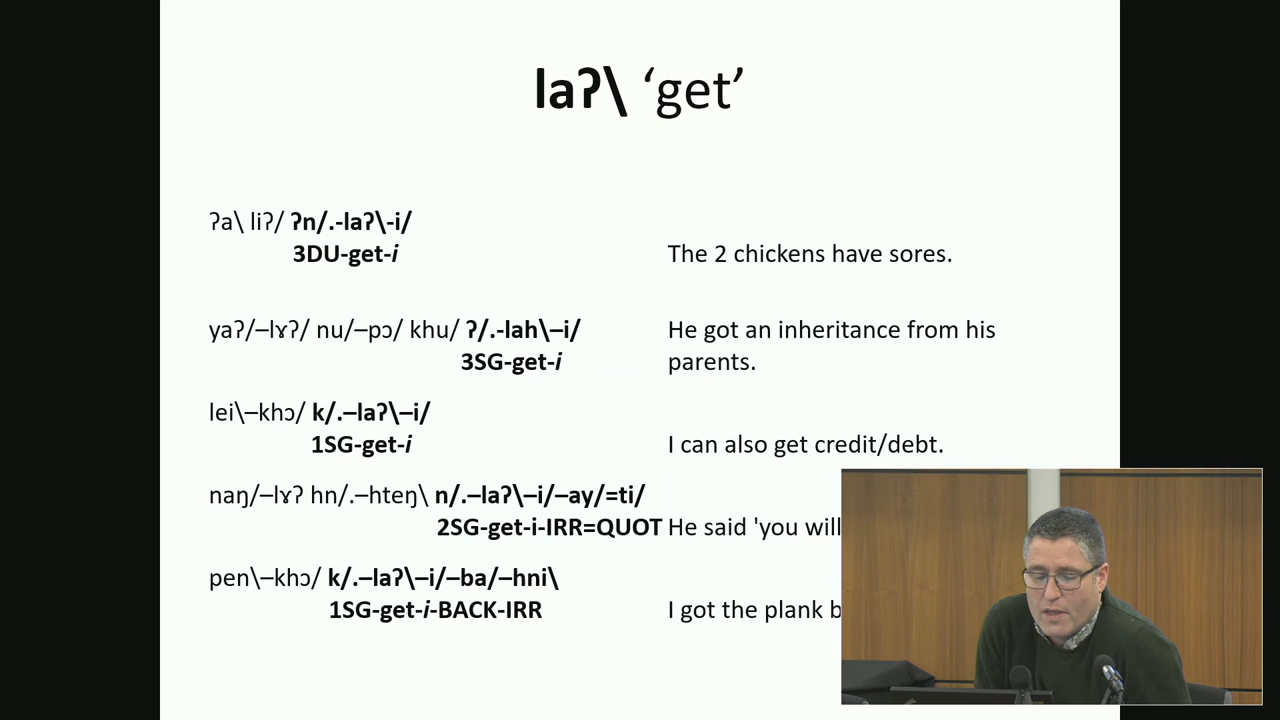 laʔ\ ‘get’
ʔa\ liʔ/ ʔn/.-laʔ\-i/
3DU-get-i
The 2 chickens have sores.
yaʔ/–lɤʔ/ nu/–pɔ/ khu/ ʔ/.-lah\–i/
He got an inheritance from his
3SG-get-i
parents.
lei\–khɔ/ k/.–laʔ\–i/
1SG-get-i
I can also get credit/debt.
naŋ/–lɤʔ hn/.–hteŋ\ n/.–laʔ\–i/–ay/=ti/
2SG-get-i-IRR=QUOT
He said 'you will
pen\–khɔ/ k/.–laʔ\–i/–ba/–hni\
1SG-get-i-BACK-IRR
I got the plank